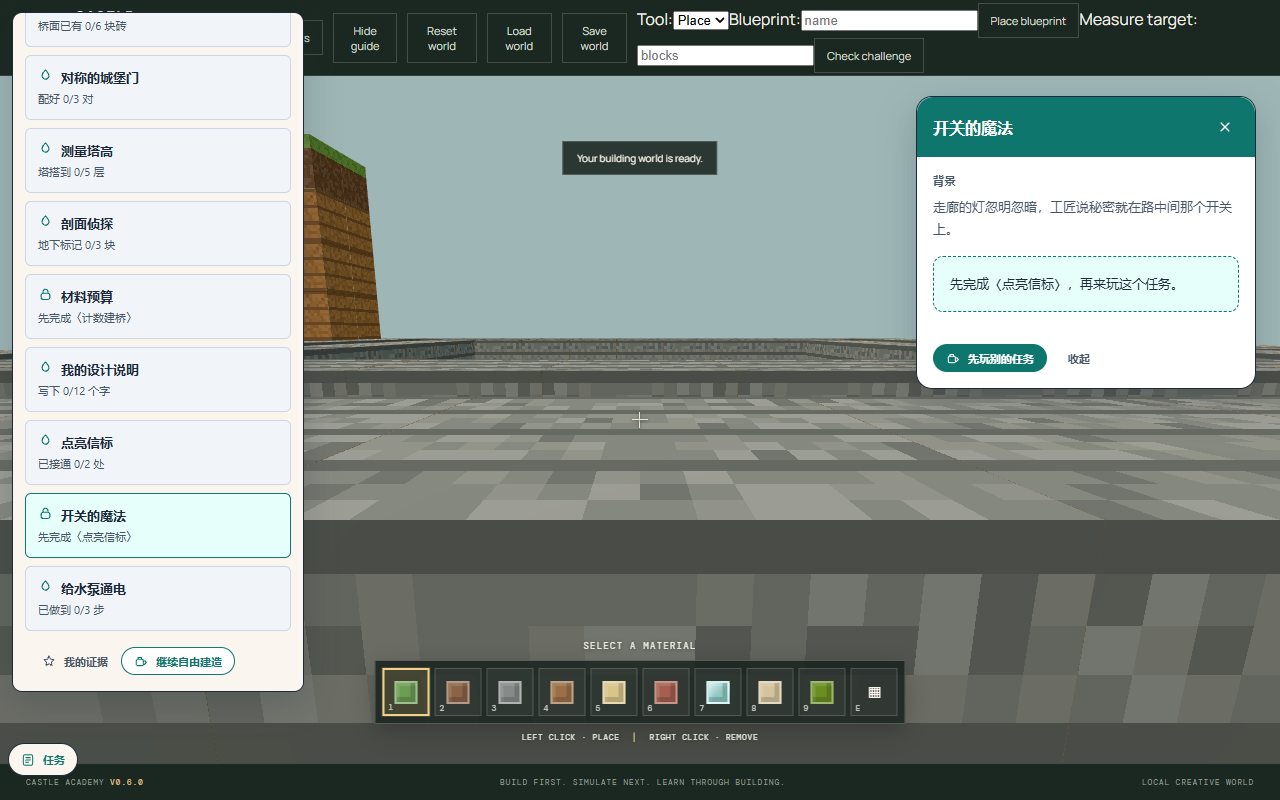 桥面已有 0/6 块砖
对称的城堡门
配好 0/3 对
测量塔高
塔搭到 0/5 层
剖面侦探
地下标记 0/3 块
材料预算
先完成〈计数建桥〉
我的设计说明
写下 0/12 个字
点亮信标
已接通 0/2 处
开关的魔法
先完成〈点亮信标〉
给水泵通电
已做到 0/3 步
我的证据
继续自由建造
任务
s
Hide guide
Reset world
Load world
Save world
Tool:
Place
Blueprint:
name
Place blueprint
Measure target:
blocks
Check challenge
Your building world is ready.
开关的魔法
背景
走廊的灯忽明忽暗，工匠说秘密就在路中间那个开关
上。
先完成〈点亮信标〉，再来玩这个任务。
先玩别的任务
收起
SELECT A MATERIAL
1 2 3 4 5 6 7 8 9 E
LEFT CLICK · PLACE | RIGHT CLICK · REMOVE
CASTLE ACADEMY V0.6.0
BUILD FIRST. SIMULATE NEXT. LEARN THROUGH BUILDING.
LOCAL CREATIVE WORLD